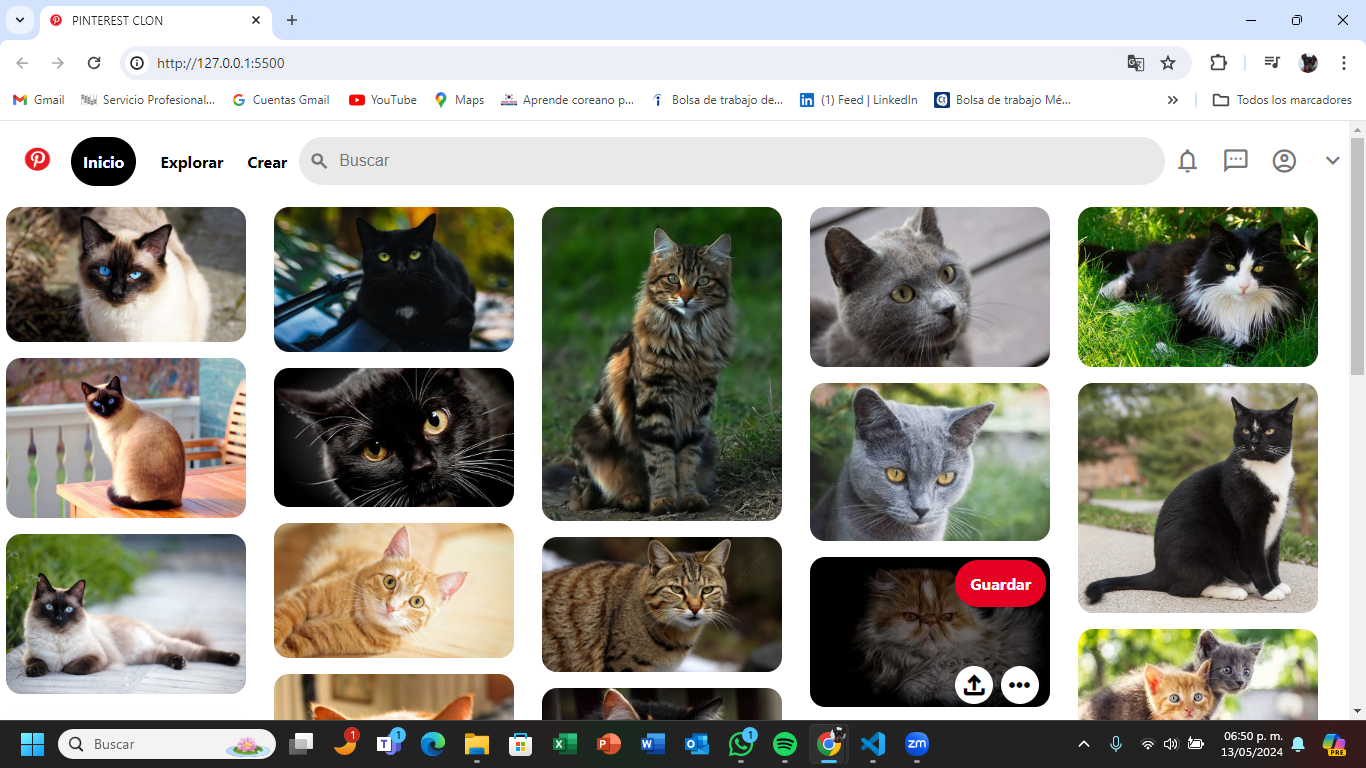 PINTEREST CLON
http://127.0.0.1:5500
Gmail
Servicio Profesional...
Cuentas Gmail
YouTube
Maps
Aprende coreano p...
Bolsa de trabajo de...
(1) Feed | LinkedIn
Bolsa de trabajo Mé...
Todos los marcadores
Inicio
Explorar
Crear
Buscar
Guardar
Buscar
1
1
1
06:50 p. m.
13/05/2024